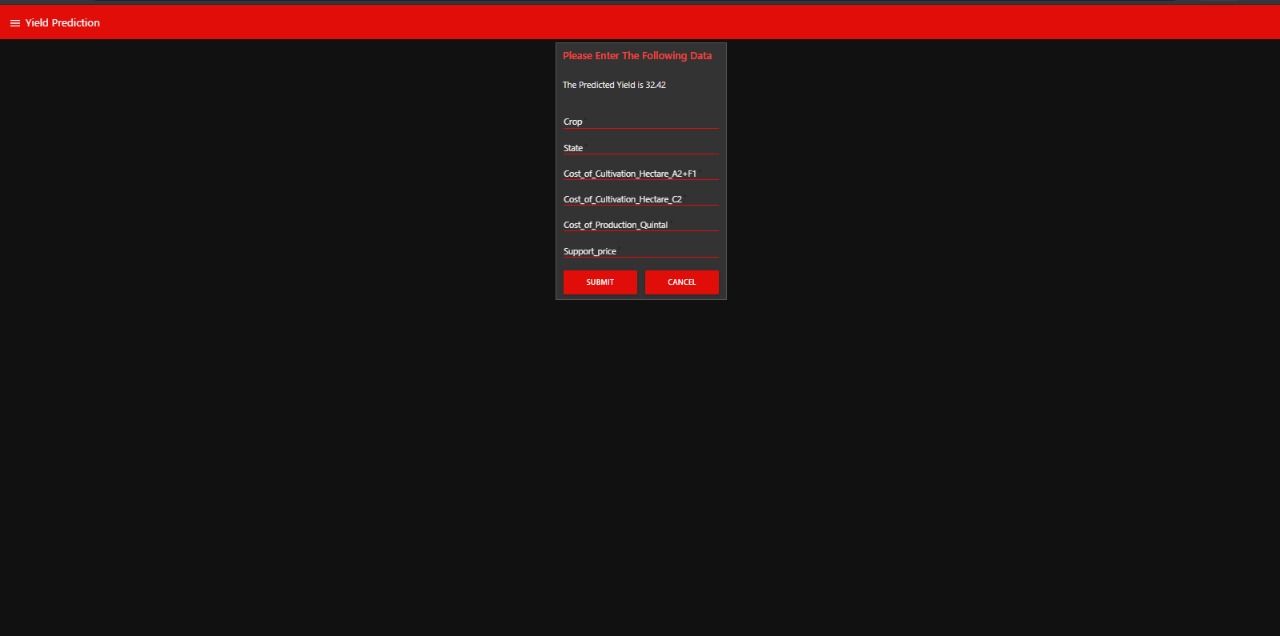 Yield Prediction
Please Enter The Following Data
The Predicted Yield is 32.42
Crop
State
Cost_of_Cultivation_Hectare_A2+F1
Cost_of_Cultivation_Hectare_C2
Cost_of_Production_Quintal
Support_price
SUBMIT
CANCEL